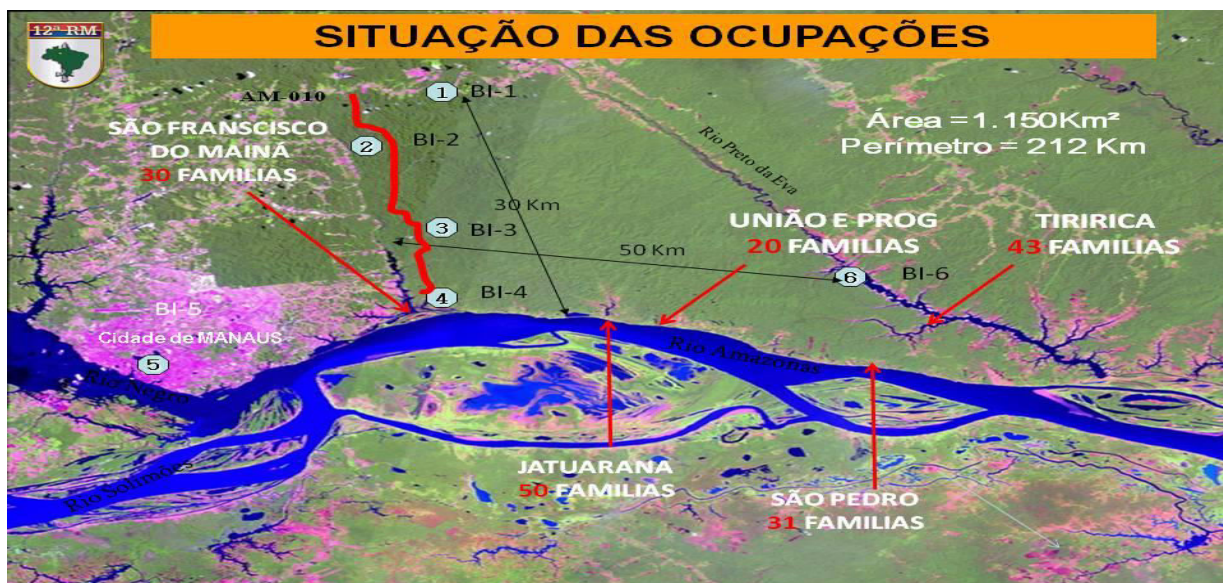 12ª RM
SITUAÇÃO DAS OCUPAÇÕES
AM-010
1 BI-1
SÃO FRANSCISCO
DO MAINÁ
30 FAMILIAS
2 BI-2
Rio Preto da Eva
Área =1.150Km²
Perímetro = 212 Km
30 Km
3 BI-3
50 Km
UNIÃO E PROG
20 FAMILIAS
TIRIRICA
43 FAMILIAS
6 BI-6
4 BI-4
BI-5
Cidade de MANAUS
5
Rio Negro
Rio Amazonas
Rio Solimões
JATUARANA
50 FAMILIAS
SÃO PEDRO
31 FAMILIAS